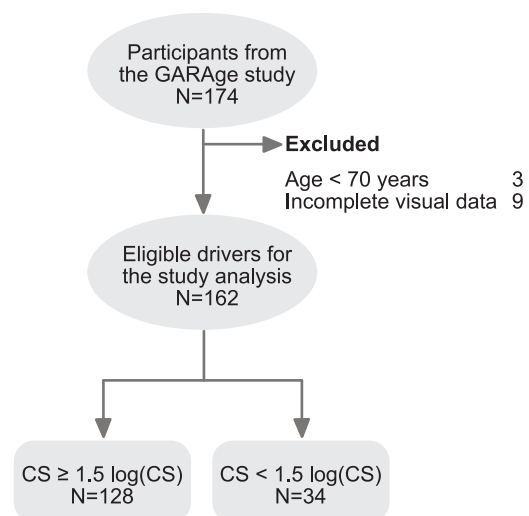 Participants from
the GARAge study
N=174
Excluded
Age < 70 years 3
Incomplete visual data 9
Eligible drivers for
the study analysis
N=162
CS ≥ 1.5 log(CS)
N=128
CS < 1.5 log(CS)
N=34